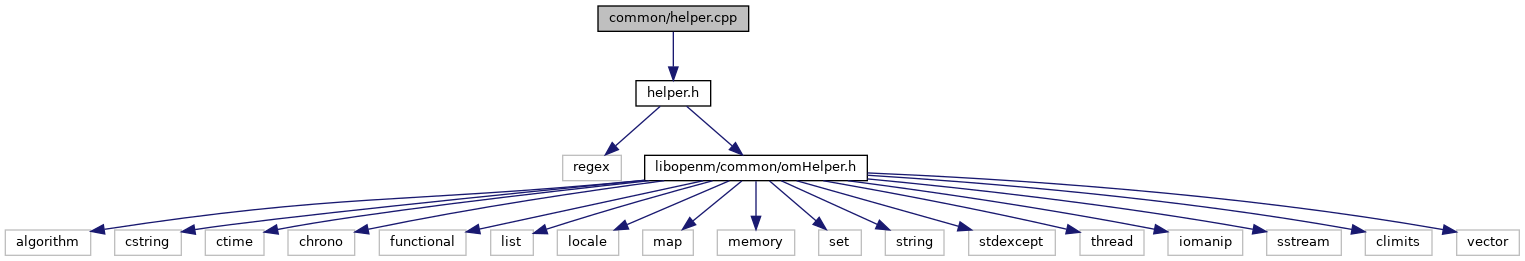 common/helper.cpp
helper.h
regex
libopenm/common/omHelper.h
algorithm
cstring
ctime
chrono
functional
list
locale
map
memory
set
string
stdexcept
thread
iomanip
sstream
climits
vector